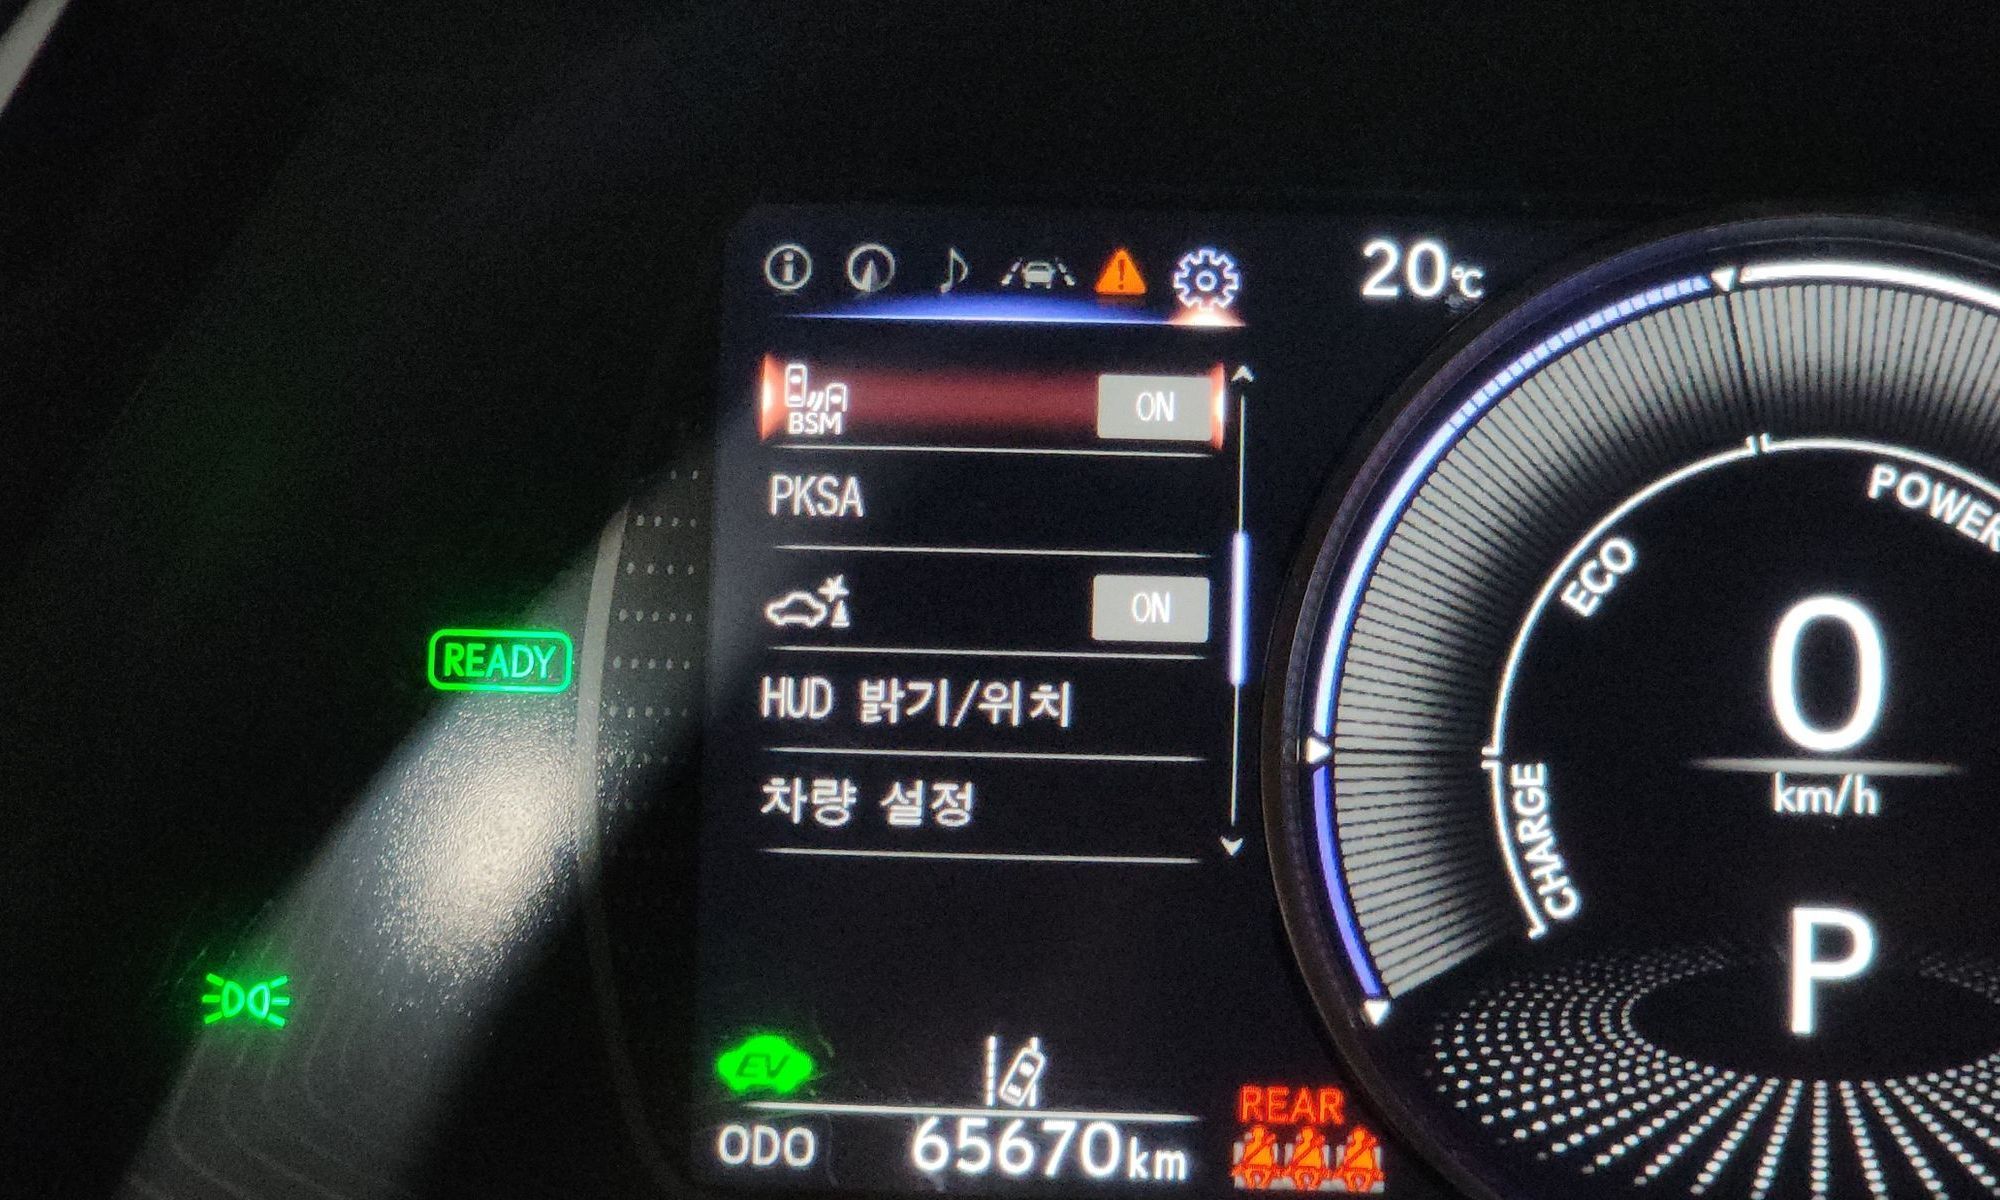 20℃
BSM
ON
PKSA
ON
HUD 밝기/위치
차량 설정
READY
POWER
ECO
CHARGE
0
km/h
P
EV
REAR
ODO 65670km